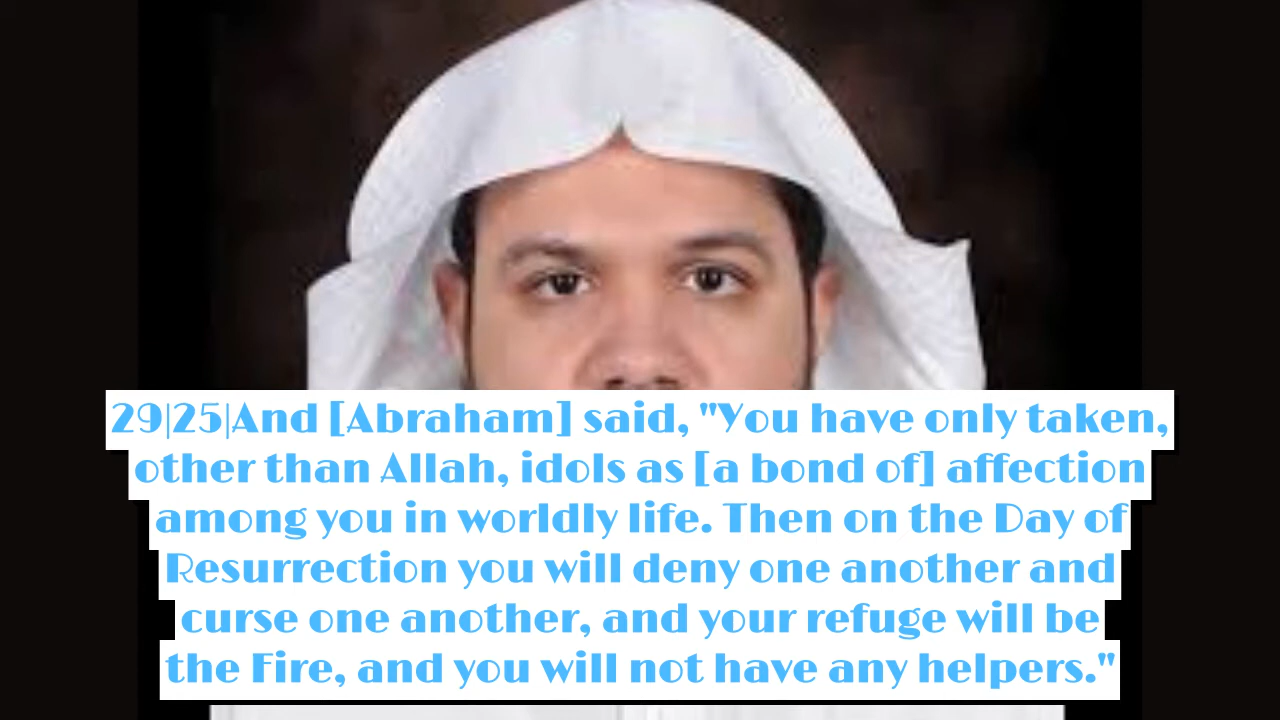 29|25|And [Abraham] said, "You have only taken,
other than Allah, idols as [a bond of] affection
among you in worldly life. Then on the Day of
Resurrection you will deny one another and
curse one another, and your refuge will be
the Fire, and you will not have any helpers."